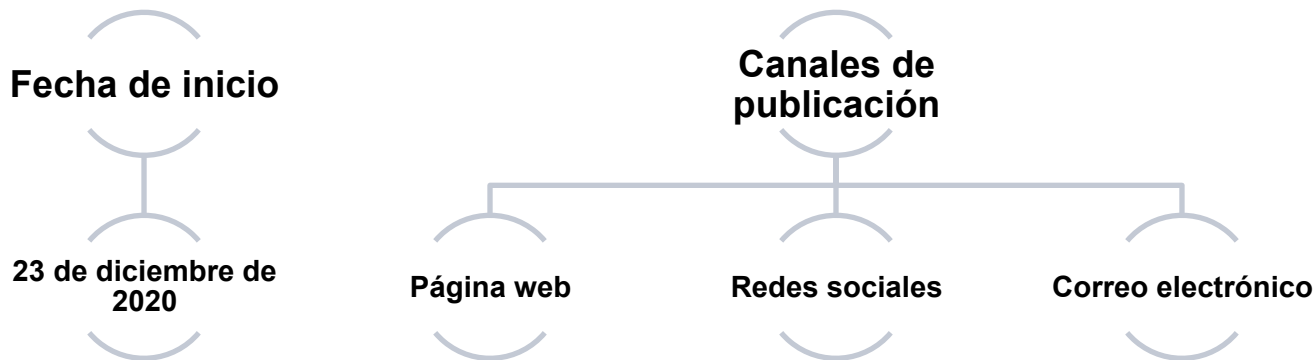 Fecha de inicio
23 de diciembre de
2020
Canales de
publicación
Página web
Redes sociales
Correo electrónico